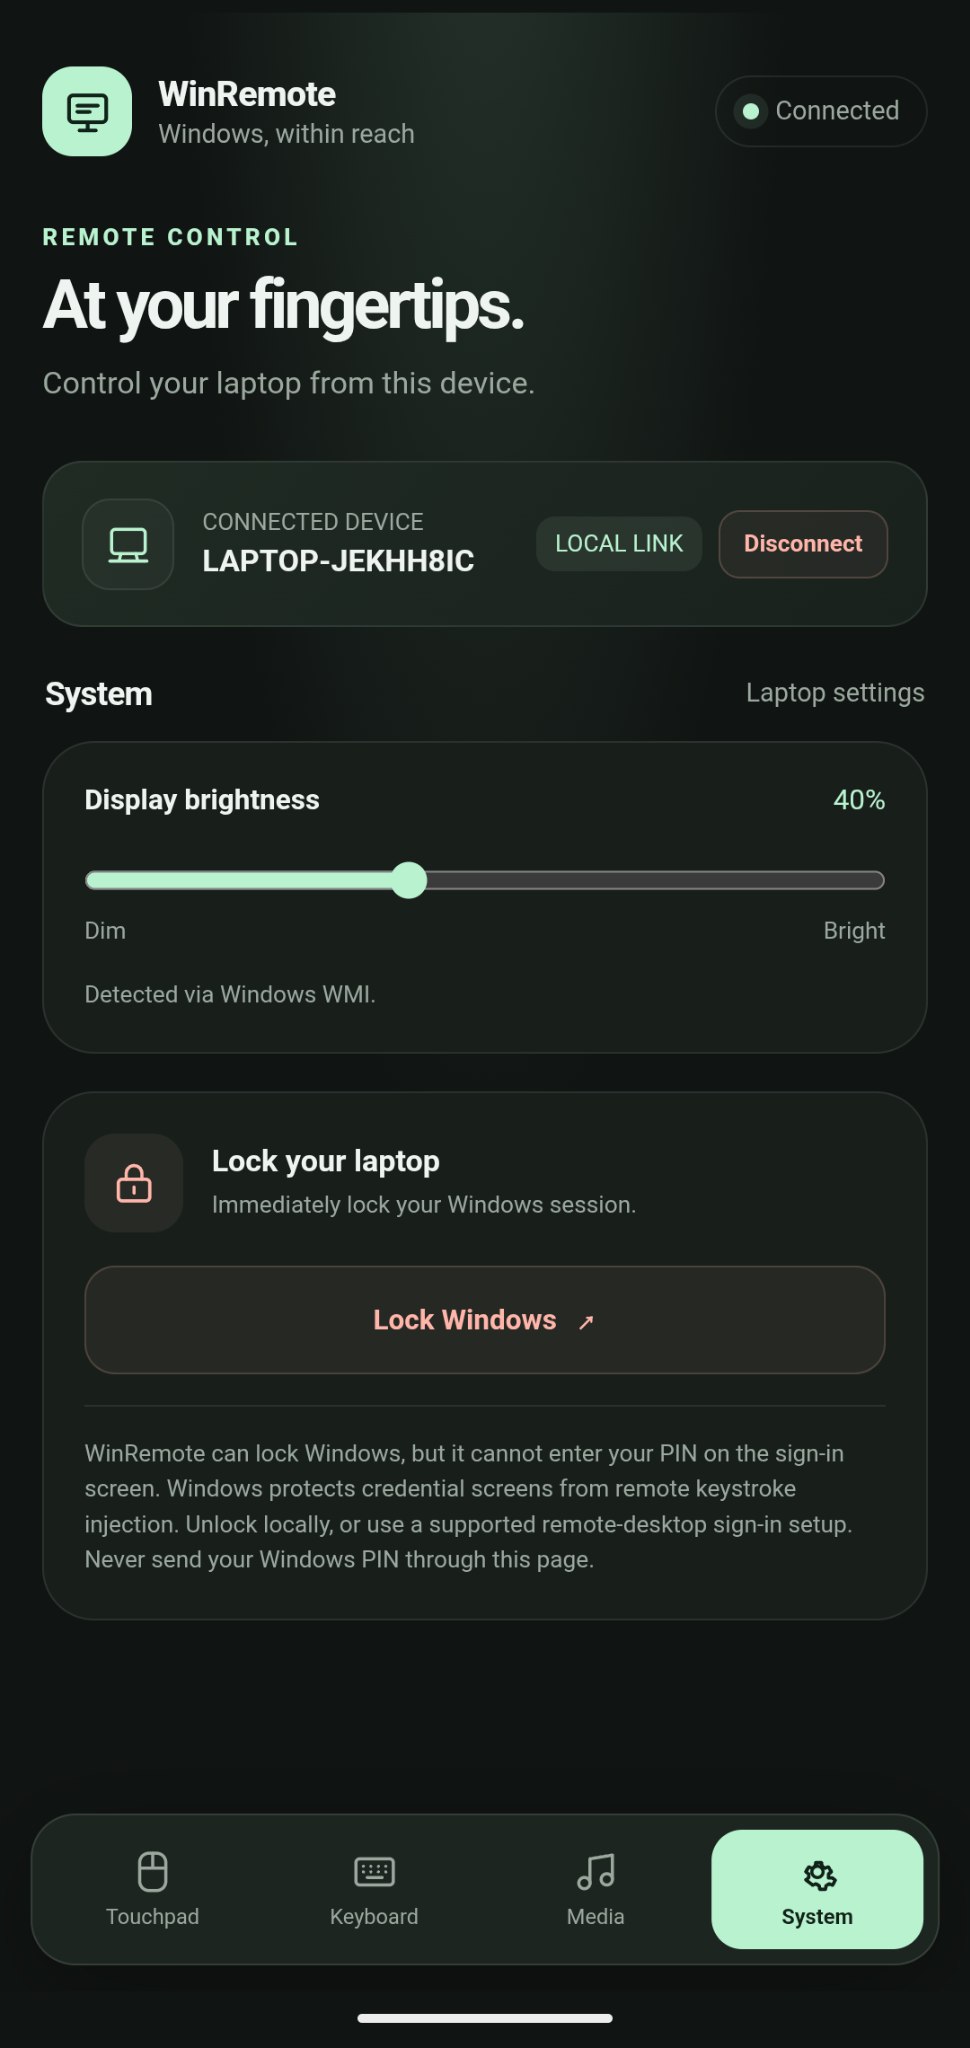 WinRemote
Windows, within reach
Connected
REMOTE CONTROL
At your fingertips.
Control your laptop from this device.
CONNECTED DEVICE
LAPTOP-JEKHH8IC
LOCAL LINK
Disconnect
System
Laptop settings
Display brightness
40%
Dim
Bright
Detected via Windows WMI.
Lock your laptop
Immediately lock your Windows session.
Lock Windows ↗
WinRemote can lock Windows, but it cannot enter your PIN on the sign-in
screen. Windows protects credential screens from remote keystroke
injection. Unlock locally, or use a supported remote-desktop sign-in setup.
Never send your Windows PIN through this page.
Touchpad
Keyboard
Media
System